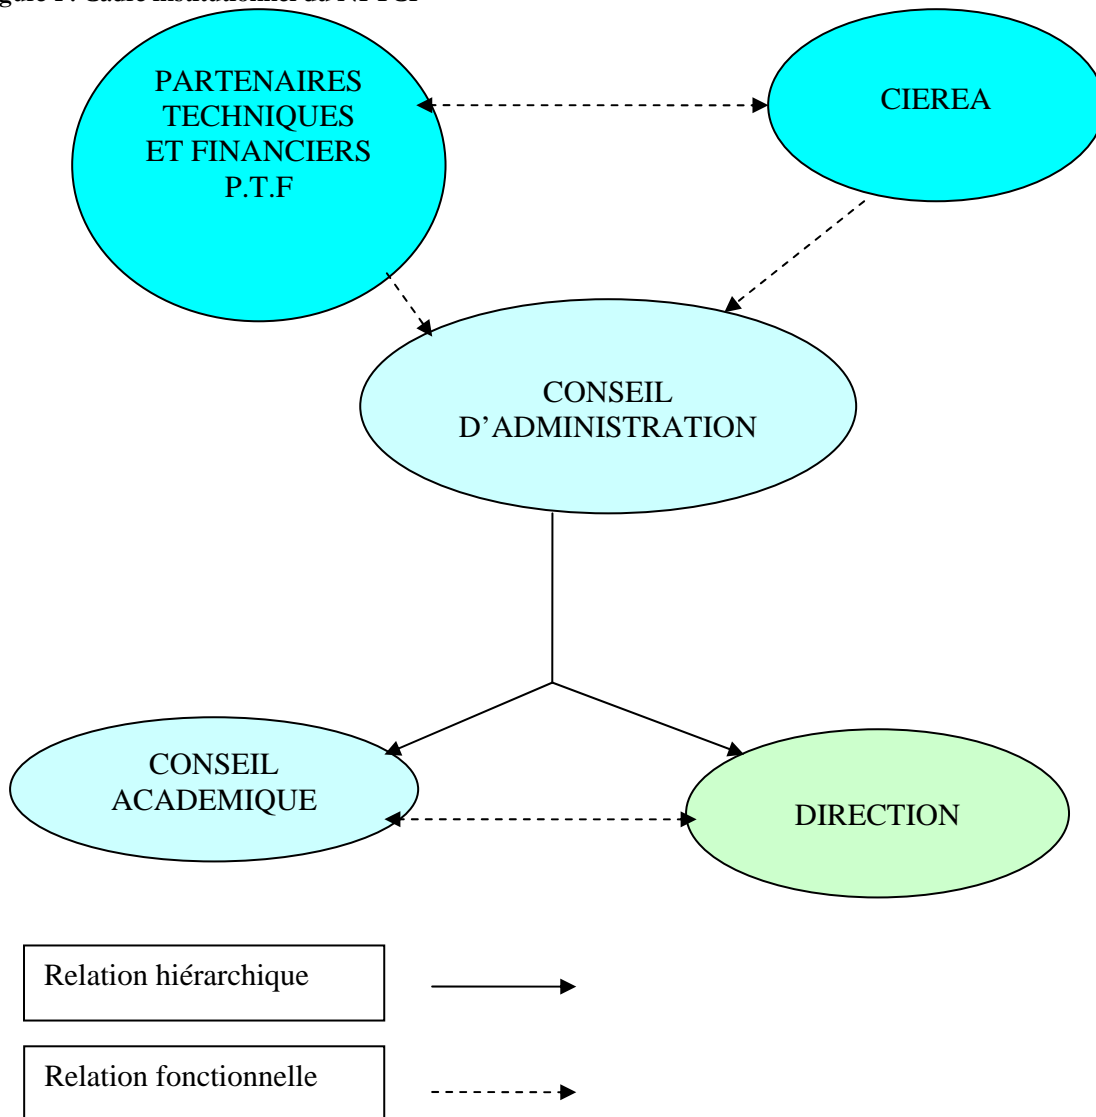 PARTENAIRES
TECHNIQUES
ET FINANCIERS
P.T.F
CIEREA
CONSEIL
D’ADMINISTRATION
CONSEIL
ACADEMIQUE
DIRECTION
Relation hiérarchique
Relation fonctionnelle